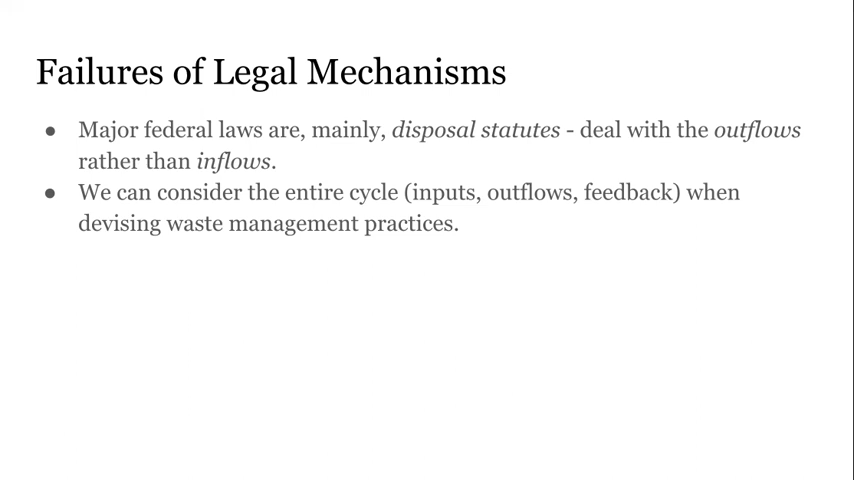 Failures of Legal Mechanisms
● Major federal laws are, mainly, disposal statutes - deal with the outflows
rather than inflows.
● We can consider the entire cycle (inputs, outflows, feedback) when
devising waste management practices.